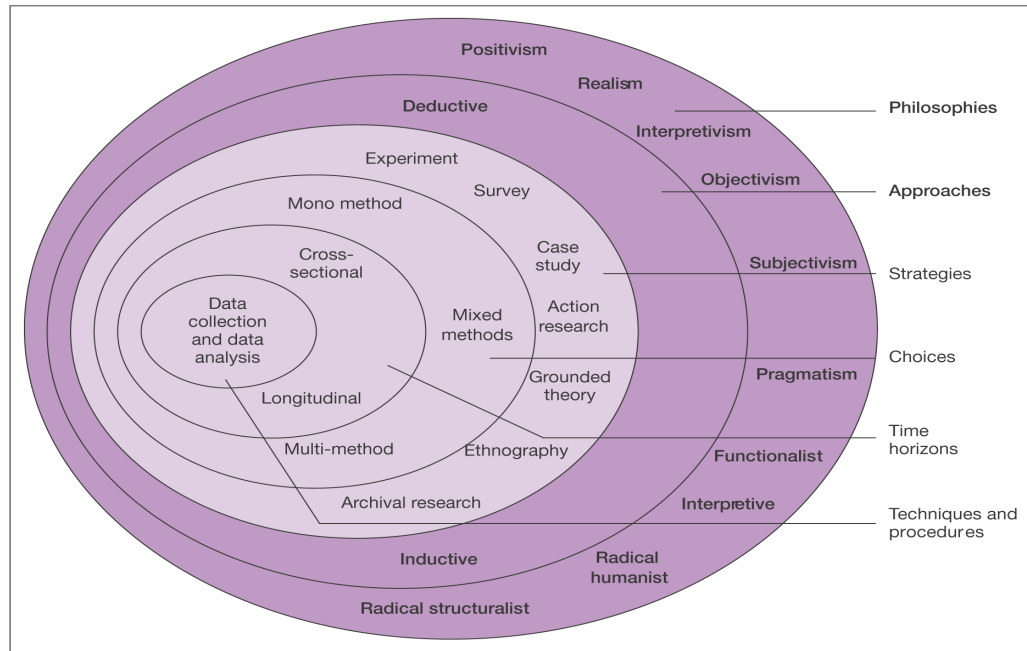 Positivism
Realism
Deductive
Philosophies
Interpretivism
Experiment
Objectivism
Survey
Approaches
Mono method
Case
study
Cross-
sectional
Subjectivism
Strategies
Data
collection
and data
analysis
Mixed
methods
Action
research
Choices
Grounded
theory
Pragmatism
Longitudinal
Time
horizons
Multi-method
Ethnography
Functionalist
Archival research
Interpretive
Techniques and
procedures
Inductive
Radical
humanist
Radical structuralist